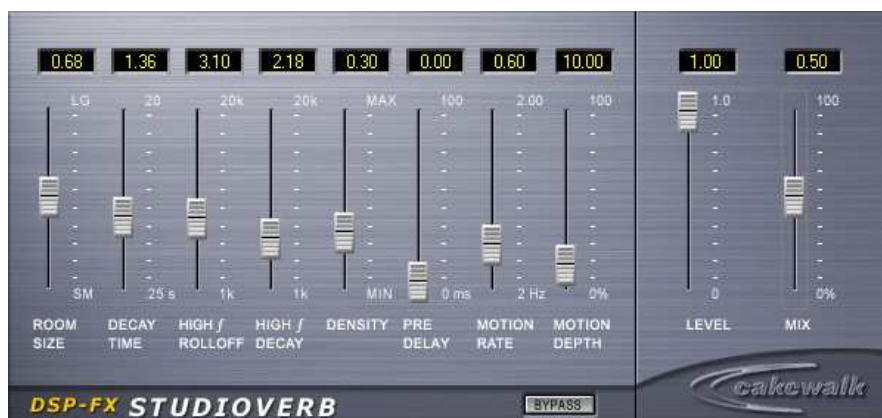 0.68 1.36 3.10 2.18 0.30 0.00 0.60 10.00 1.00 0.50
LG 20 20k 20k MAX 100 2.00 100 1.0 100
SM .25 s 1k 1k MIN 0 ms .2 Hz 0% 0 0%
ROOM SIZE
DECAY TIME
HIGH ƒ ROLLOFF
HIGH ƒ DECAY
DENSITY
PRE DELAY
MOTION RATE
MOTION DEPTH
LEVEL
MIX
DSP-FX STUDIOVERB
BYPASS
cakewalk